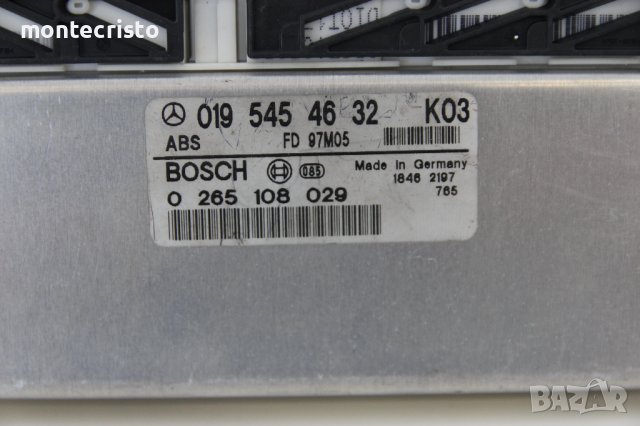 montecristo
019 545 46 32 K03
ABS FD 97M05
BOSCH 085 Made in Germany
1846 2197
0 265 108 029 765
BAZAR